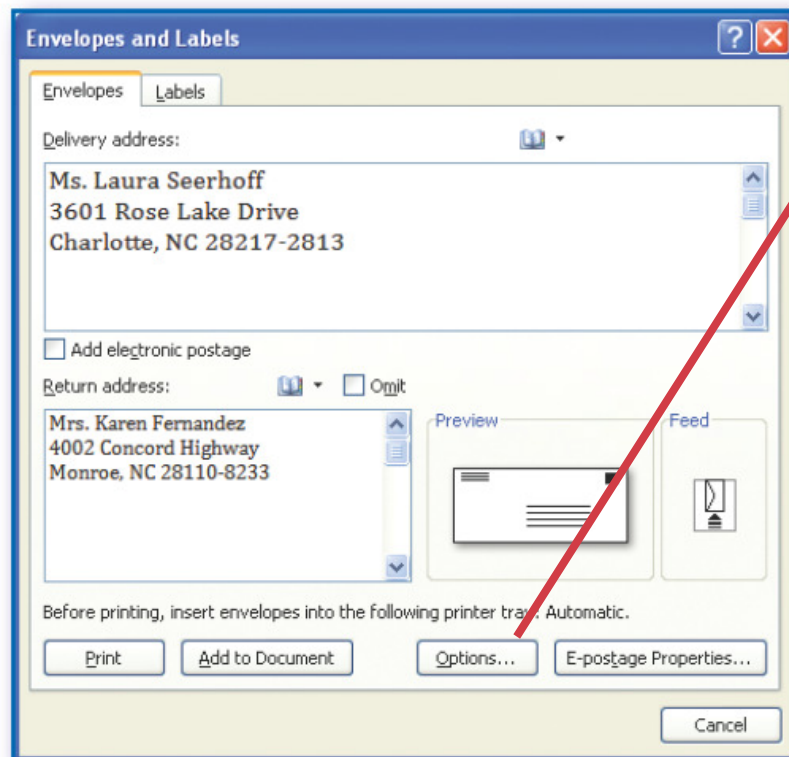 Envelopes and Labels
Envelopes Labels
Delivery address:
Ms. Laura Seerhoff
3601 Rose Lake Drive
Charlotte, NC 28217-2813
Add electronic postage
Return address: Omit
Mrs. Karen Fernandez
4002 Concord Highway
Monroe, NC 28110-8233
Preview
Feed
Before printing, insert envelopes into the following printer tray: Automatic.
Print Add to Document Options... E-postage Properties...
Cancel